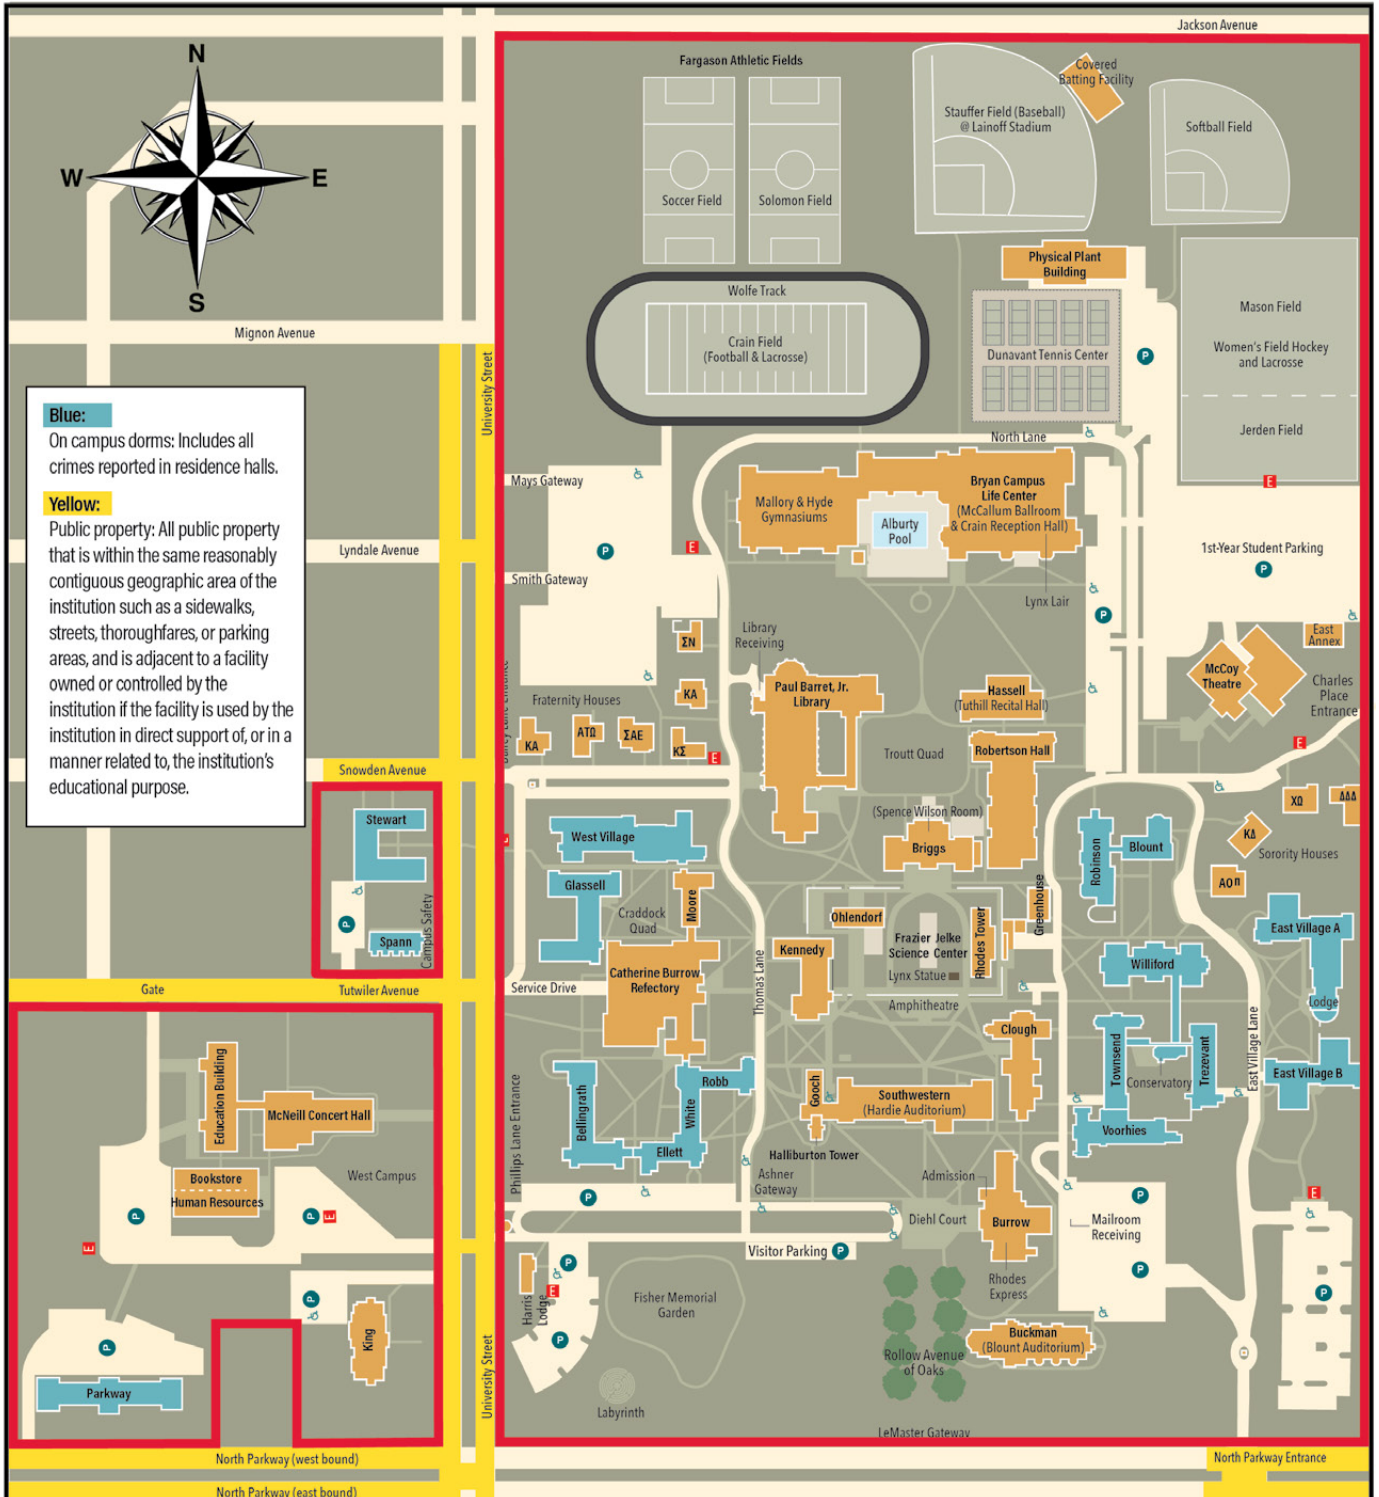 Jackson Avenue
N
W
E
S
Fargason Athletic Fields
Covered
Batting Facility
Stauffer Field (Baseball)
@ Lainoff Stadium
Softball Field
Soccer Field
Solomon Field
Physical Plant
Building
Wolfe Track
Mason Field
Mignon Avenue
Crain Field
(Football & Lacrosse)
Dunavant Tennis Center
P
Women's Field Hockey
and Lacrosse
University Street
Blue:
On campus dorms: Includes all
crimes reported in residence halls.
Yellow:
Public property: All public property
that is within the same reasonably
contiguous geographic area of the
institution such as a sidewalks,
streets, thoroughfares, or parking
areas, and is adjacent to a facility
owned or controlled by the
institution if the facility is used by the
institution in direct support of, or in a
manner related to, the institution's
educational purpose.
North Lane
Jerden Field
Mays Gateway
E
Mallory & Hyde
Gymnasiums
Bryan Campus
Life Center
(McCallum Ballroom
& Crain Reception Hall)
Alburty
Pool
Lyndale Avenue
P
E
1st-Year Student Parking
P
Smith Gateway
Lynx Lair
P
ΣN
Library
Receiving
East
Annex
KA
Paul Barret, Jr.
Library
Hassell
(Tuthill Recital Hall)
McCoy
Theatre
Charles
Place
Entrance
Fraternity Houses
KA
ATΩ
ΣAE
KΣ
E
Trout Quad
Robertson Hall
E
Snowden Avenue
XΩ
ΔΔΔ
Stewart
West Village
(Spence Wilson Room)
Briggs
Robinson
Blount
KΔ
Sorority Houses
Glassell
Moore
AOΠ
P
Spann
Campus Safety
Craddock
Quad
Ohlendorf
Frazier Jelke
Science Center
Rhodes Tower
Greenhouse
East Village A
Kennedy
Catherine Burrow
Refectory
Lynx Statue
Williford
Gate
Tutwiler Avenue
Service Drive
Thomas Lane
Amphitheatre
Lodge
Education Building
McNeill Concert Hall
Clough
Townsend
Conservatory
Trezevant
East Village Lane
East Village B
Phillips Lane Entrance
Bellingrath
Robb
White
Ellett
Gooch
Southwestern
(Hardie Auditorium)
Voorhies
Bookstore
Human Resources
West Campus
Halliburton Tower
Ashner
Gateway
Admission
P
P
E
E
P
P
E
Diehl Court
Burrow
Mailroom
Receiving
Visitor Parking
P
P
P
P
Harris
Lodge
E
Fisher Memorial
Garden
Rhodes
Express
P
P
King
P
P
Buckman
(Blount Auditorium)
Rollow Avenue
of Oaks
Parkway
University Street
Labyrinth
LeMaster Gateway
North Parkway (west bound)
North Parkway Entrance
North Parkway (east bound)